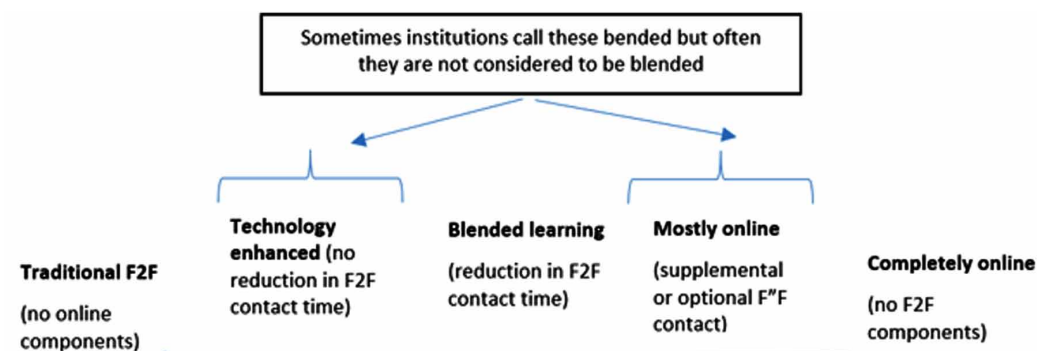 Sometimes institutions call these bended but often
they are not considered to be blended
Traditional F2F
(no online
components)
Technology
enhanced (no
reduction in F2F
contact time)
Blended learning
(reduction in F2F
contact time)
Mostly online
(supplemental
or optional F"F
contact)
Completely online
(no F2F
components)